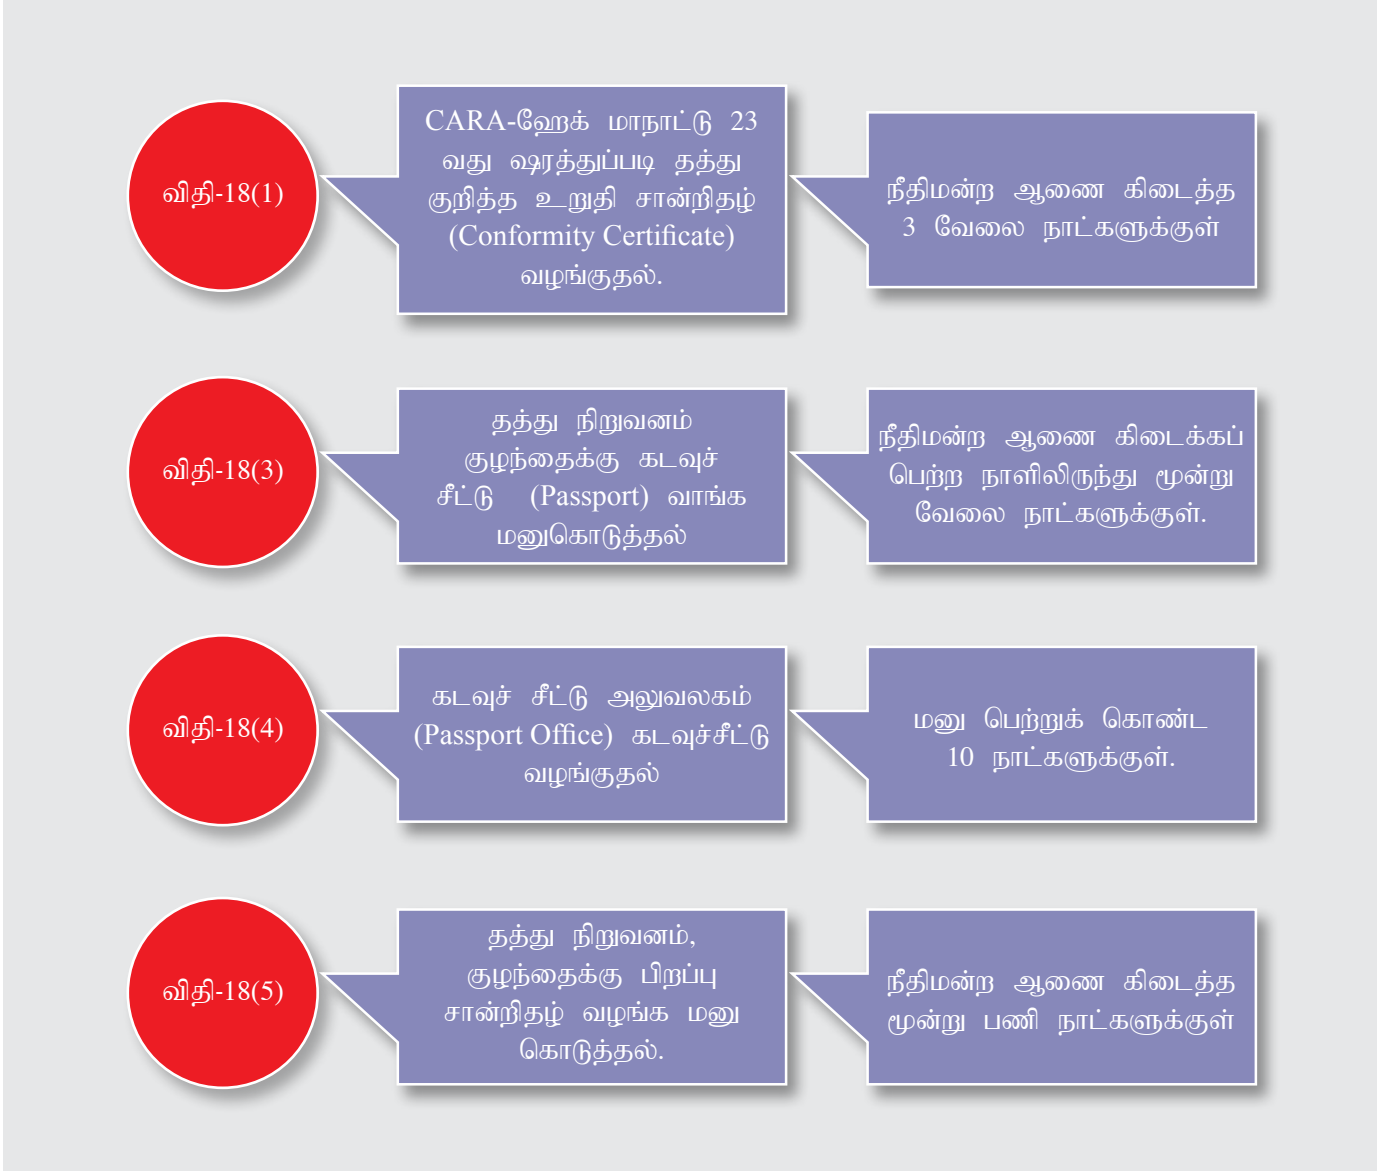 விதி-18(1)
CARA-ஹேக் மாநாட்டு 23
வது ஷரத்துப்படி தத்து
குறித்த உறுதி சான்றிதழ்
(Conformity Certificate)
வழங்குதல்.
நீதிமன்ற ஆணை கிடைத்த
3 வேலை நாட்களுக்குள்
விதி-18(3)
தத்து நிறுவனம்
குழந்தைக்கு கடவுச்
சீட்டு (Passport) வாங்க
மனுகொடுத்தல்
நீதிமன்ற ஆணை கிடைக்கப்
பெற்ற நாளிலிருந்து மூன்று
வேலை நாட்களுக்குள்.
விதி-18(4)
கடவுச் சீட்டு அலுவலகம்
(Passport Office) கடவுச்சீட்டு
வழங்குதல்
மனு பெற்றுக் கொண்ட
10 நாட்களுக்குள்.
விதி-18(5)
தத்து நிறுவனம்,
குழந்தைக்கு பிறப்பு
சான்றிதழ் வழங்க மனு
கொடுத்தல்.
நீதிமன்ற ஆணை கிடைத்த
மூன்று பணி நாட்களுக்குள்